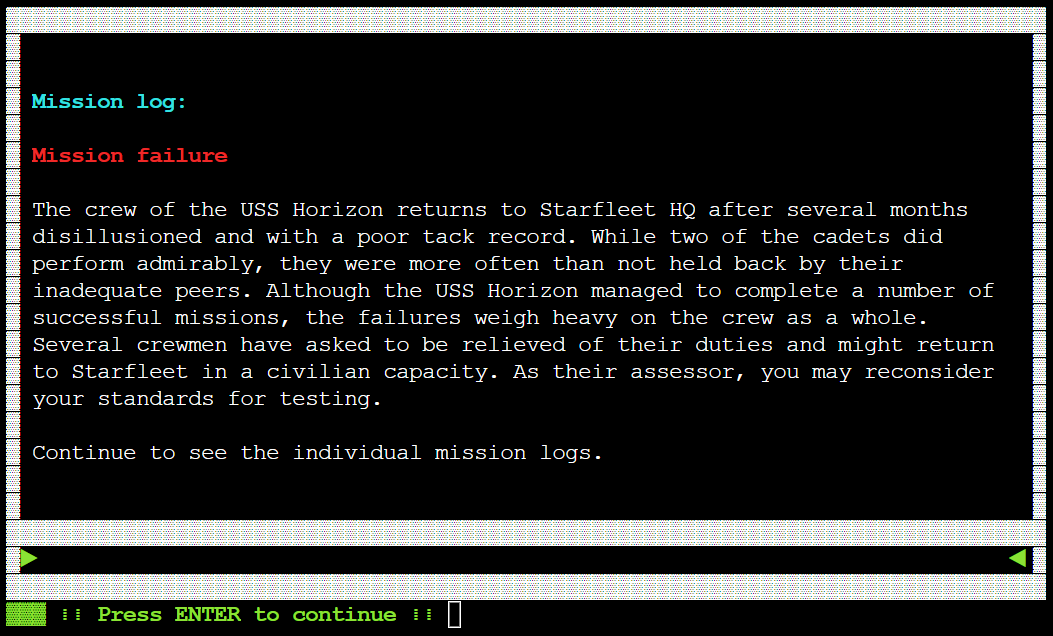 Mission log:
Mission failure
The crew of the USS Horizon returns to Starfleet HQ after several months
disillusioned and with a poor tack record. While two of the cadets did
perform admirably, they were more often than not held back by their
inadequate peers. Although the USS Horizon managed to complete a number of
successful missions, the failures weigh heavy on the crew as a whole.
Several crewmen have asked to be relieved of their duties and might return
to Starfleet in a civilian capacity. As their assessor, you may reconsider
your standards for testing.
Continue to see the individual mission logs.
⁝⁝ Press ENTER to continue ⁝⁝